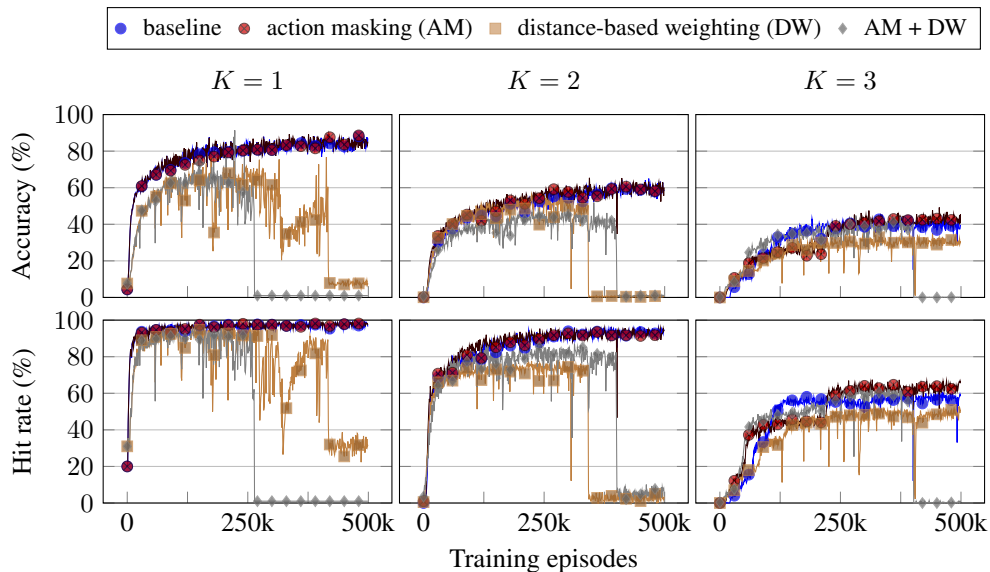 baseline action masking (AM) distance-based weighting (DW) AM + DW
K = 1 K = 2 K = 3
Accuracy (%)
100
80
60
40
20
0
Hit rate (%)
100
80
60
40
20
0
0 250k 500k 0 250k 500k 0 250k 500k
Training episodes